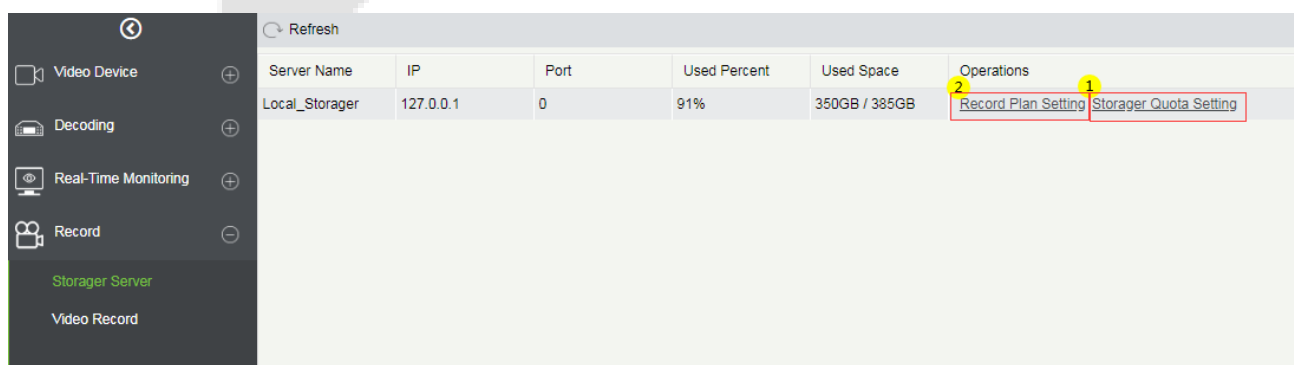 Refresh
Video Device
Server Name IP Port Used Percent Used Space Operations
2 1
Local_Storager 127.0.0.1 0 91% 350GB / 385GB Record Plan Setting Storager Quota Setting
Decoding
Real-Time Monitoring
Record
Storager Server
Video Record